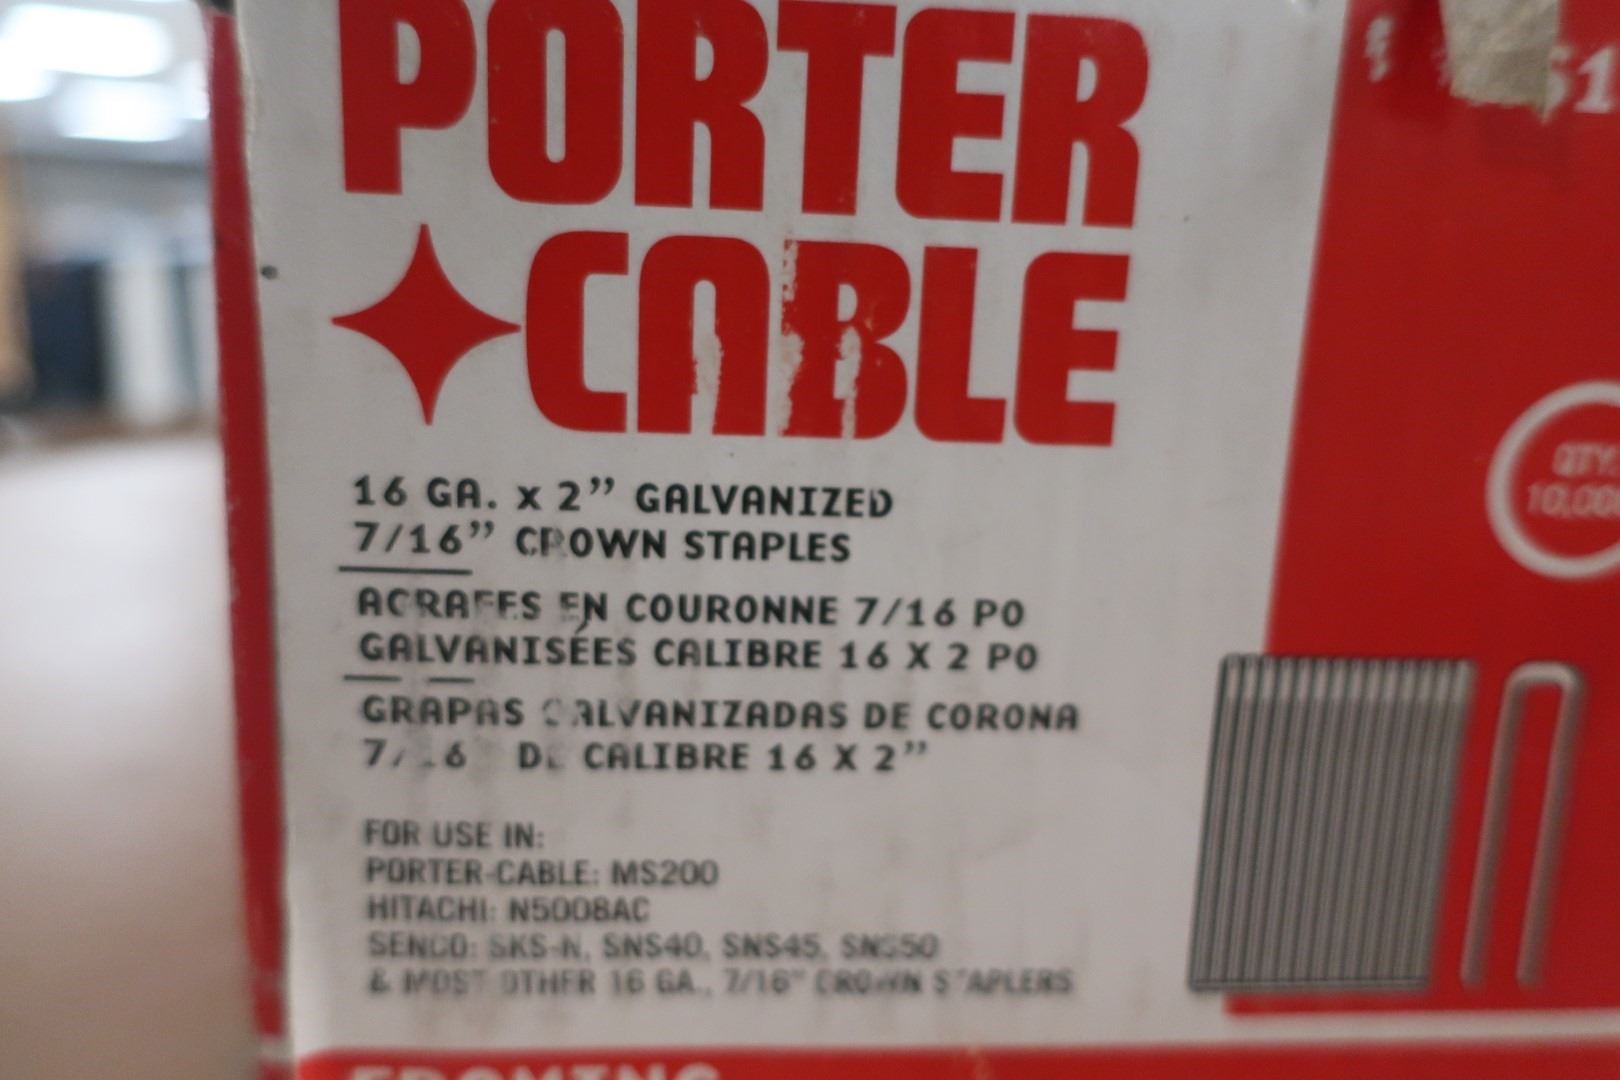 PORTER
CABLE
16 GA. x 2” GALVANIZED
7/16” CROWN STAPLES
AGRAFES EN COURONNE 7/16 PO
GALVANISÉES CALIBRE 16 X 2 PO
GRAPAS GALVANIZADAS DE CORONA
7/16 DE CALIBRE 16 X 2”
FOR USE IN:
PORTER-CABLE: MS200
HITACHI: N5008AC
SENCO: SKS-N, SNS40, SNS45, SNS50
& MOST OTHER 16 GA., 7/16" CROWN STAPLERS
QTY.